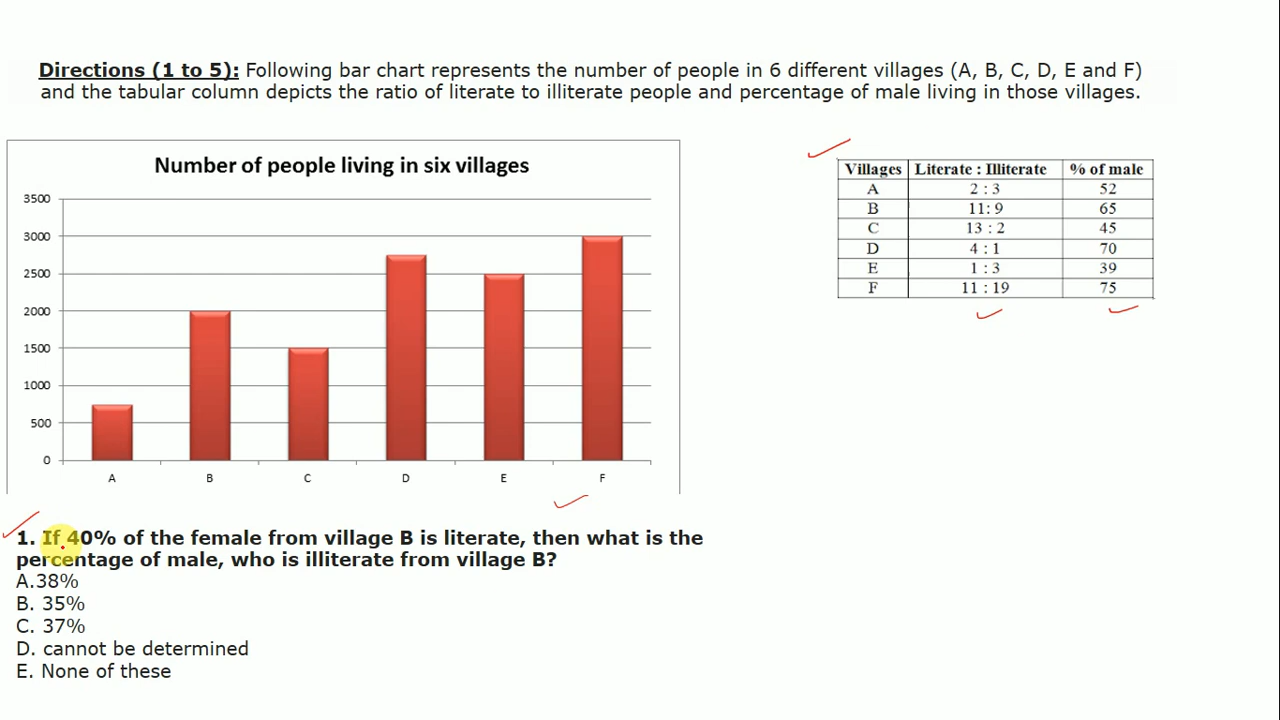 Directions (1 to 5): Following bar chart represents the number of people in 6 different villages (A, B, C, D, E and F)
and the tabular column depicts the ratio of literate to illiterate people and percentage of male living in those villages.
Number of people living in six villages
3500
3000
2500
2000
1500
1000
500
0
A B C D E F
Villages Literate : Illiterate % of male
A 2 : 3 52
B 11: 9 65
C 13 : 2 45
D 4 : 1 70
E 1 : 3 39
F 11 : 19 75
1. If 40% of the female from village B is literate, then what is the
percentage of male, who is illiterate from village B?
A.38%
B. 35%
C. 37%
D. cannot be determined
E. None of these